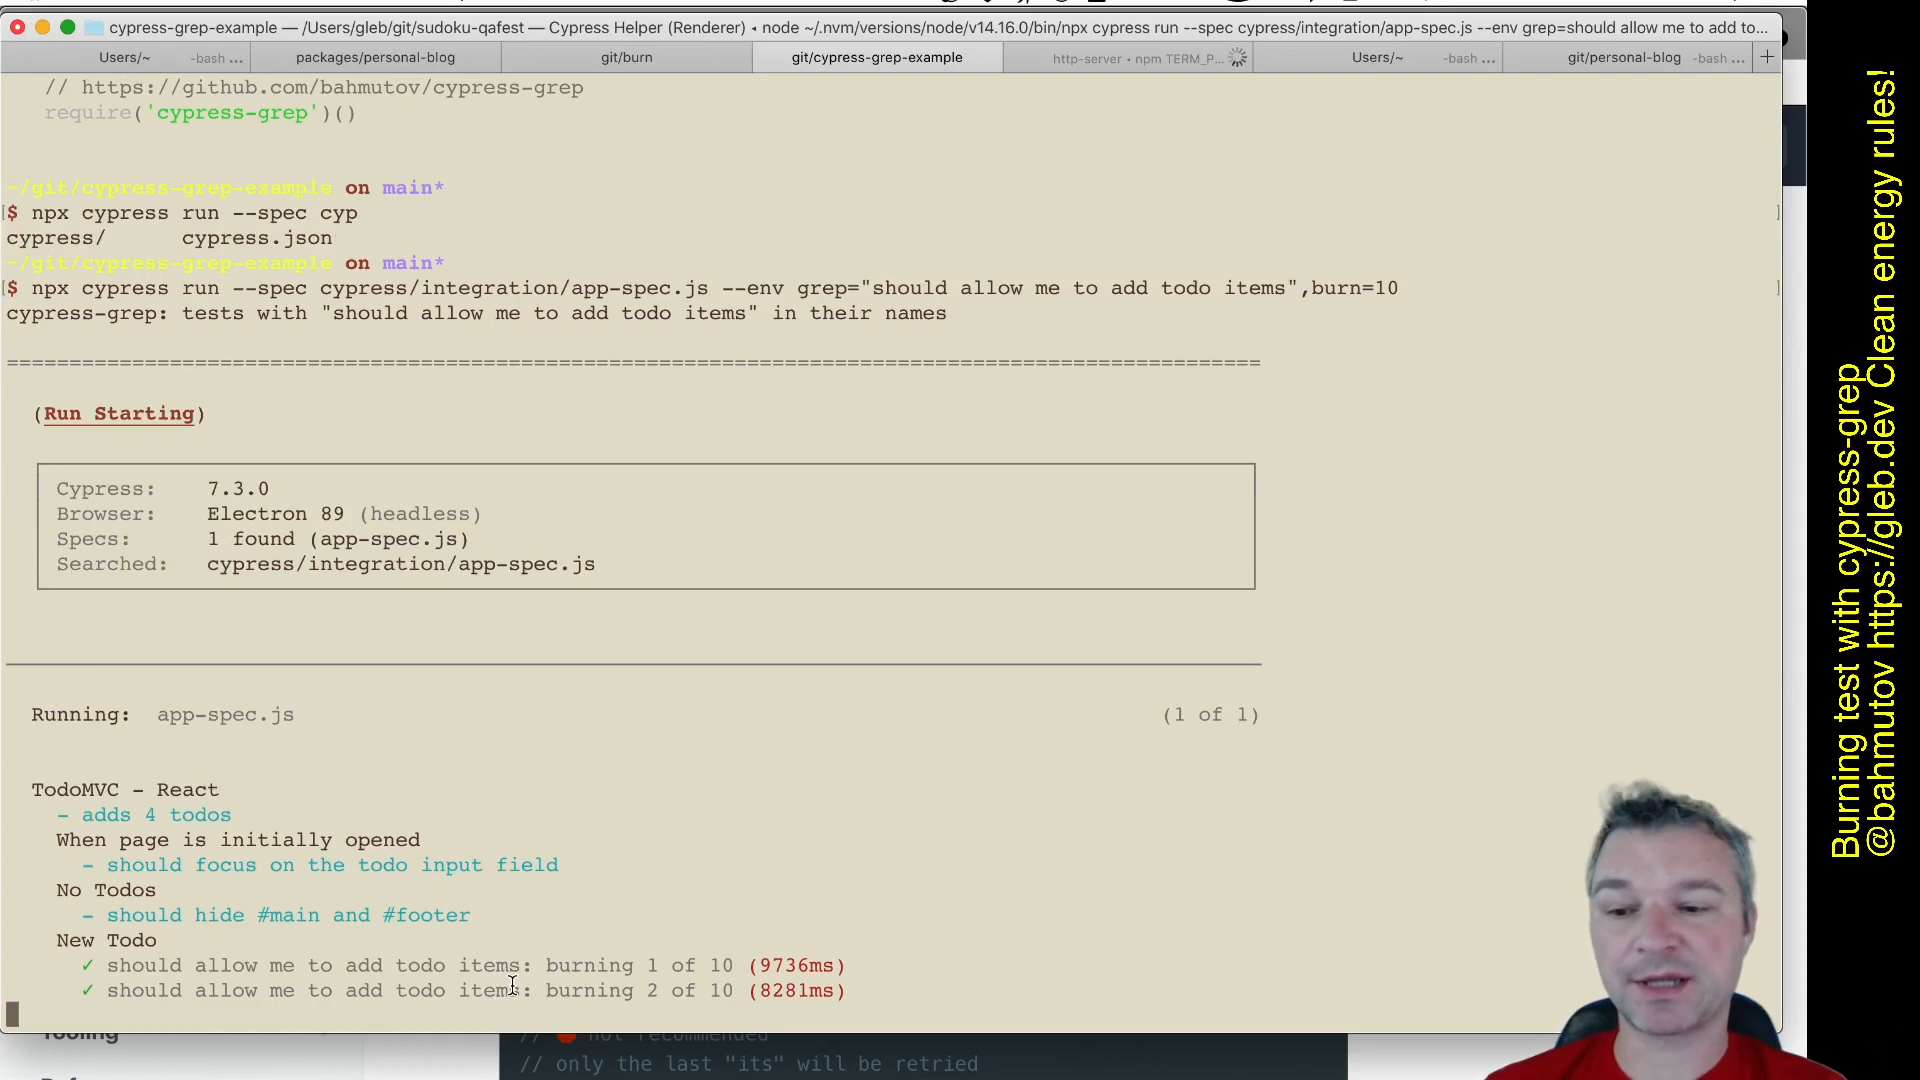 cypress-grep-example — /Users/gleb/git/sudoku-qafest — Cypress Helper (Renderer) ◂ node ~/.nvm/versions/node/v14.16.0/bin/npx cypress run --spec cypress/integration/app-spec.js --env grep=should allow me to add to...
Users/~ -bash ... packages/personal-blog git/burn git/cypress-grep-example http-server • npm TERM_P... Users/~ -bash ... git/personal-blog -bash ... +
// https://github.com/bahmutov/cypress-grep
require('cypress-grep')()
~/git/cypress-grep-example on main*
[$ npx cypress run --spec cyp ]
cypress/ cypress.json
~/git/cypress-grep-example on main*
[$ npx cypress run --spec cypress/integration/app-spec.js --env grep="should allow me to add todo items",burn=10 ]
cypress-grep: tests with "should allow me to add todo items" in their names
====================================================================================================
(Run Starting)
Cypress: 7.3.0
Browser: Electron 89 (headless)
Specs: 1 found (app-spec.js)
Searched: cypress/integration/app-spec.js
Running: app-spec.js (1 of 1)
TodoMVC - React
- adds 4 todos
When page is initially opened
- should focus on the todo input field
No Todos
- should hide #main and #footer
New Todo
✓ should allow me to add todo items: burning 1 of 10 (9736ms)
✓ should allow me to add todo items: burning 2 of 10 (8281ms)
Tooling
// 🔴 not recommended
// only the last "its" will be retried
Burning test with cypress-grep
@bahmutov https://gleb.dev Clean energy rules!